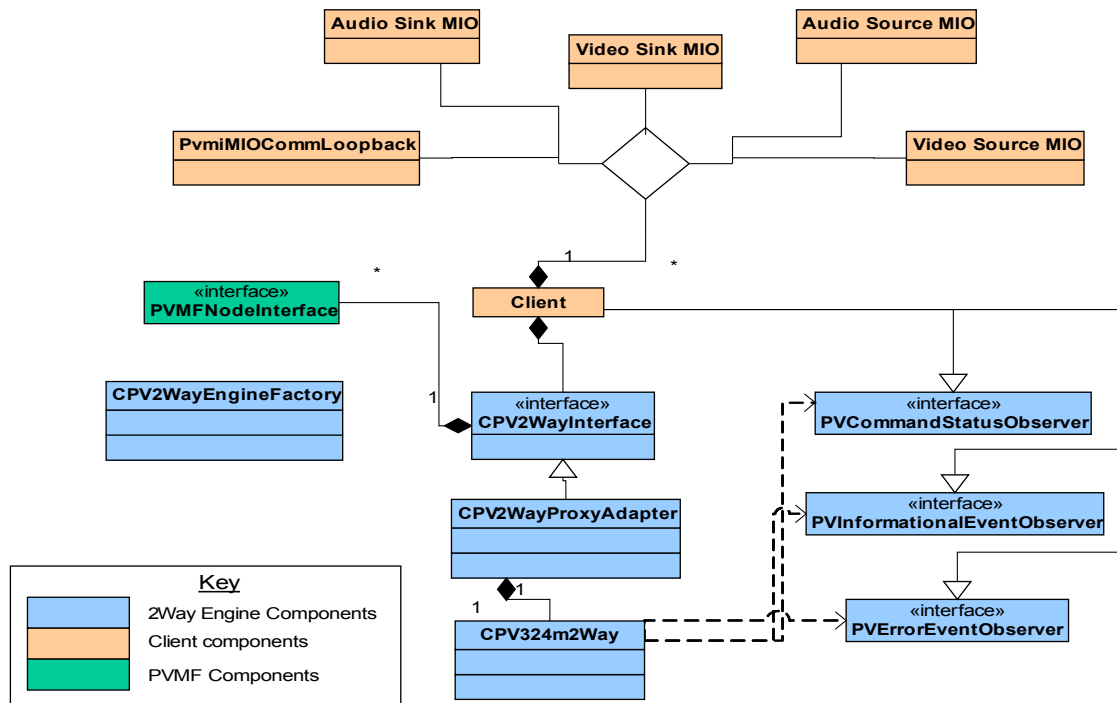 Audio Sink MIO
Audio Source MIO
Video Sink MIO
PvmiMIOCommLoopback
Video Source MIO
1
*
*
«interface»
PVMFNodeInterface
Client
CPV2WayEngineFactory
1
«interface»
CPV2WayInterface
«interface»
PVCommandStatusObserver
CPV2WayProxyAdapter
«interface»
PVInformationalEventObserver
1
1
CPV324m2Way
«interface»
PVErrorEventObserver
Key
2Way Engine Components
Client components
PVMF Components